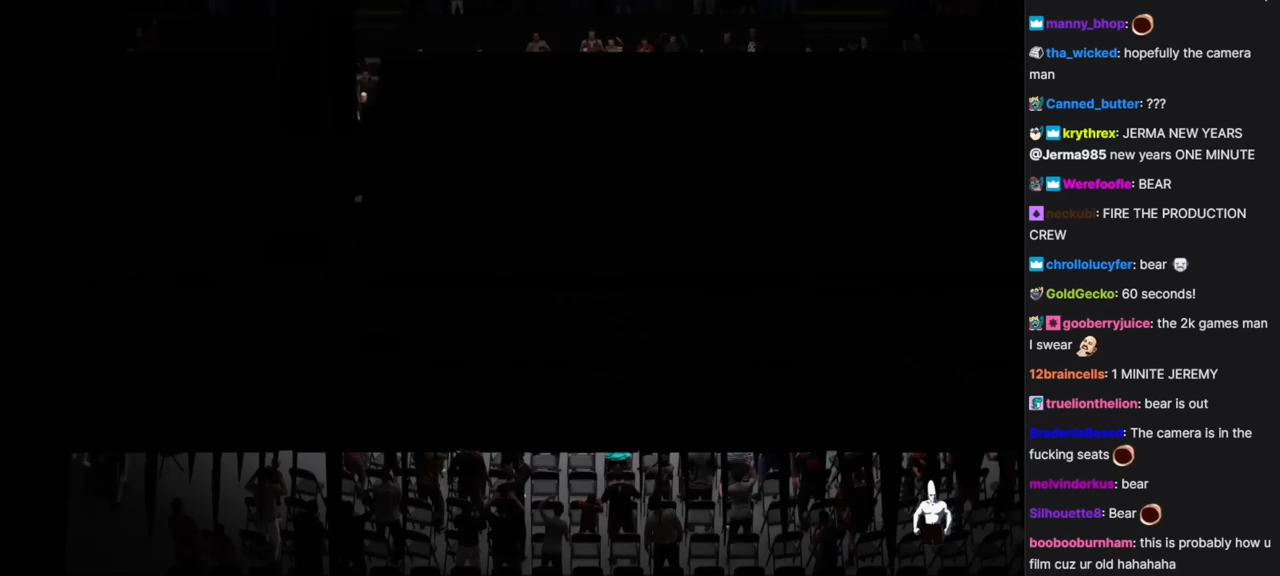 manny_bhop:
tha_wicked: hopefully the camera
man
Canned_butter: ???
krythrex: JERMA NEW YEARS
@Jerma985 new years ONE MINUTE
Werefoofle: BEAR
neckubi: FIRE THE PRODUCTION
CREW
chrollolucyfer: bear
GoldGecko: 60 seconds!
gooberryjuice: the 2k games man
I swear
12braincells: 1 MINITE JEREMY
truelionthelion: bear is out
BradenIsBased: The camera is in the
fucking seats
melvindorkus: bear
Silhouette8: Bear
boobooburnham: this is probably how u
film cuz ur old hahahaha